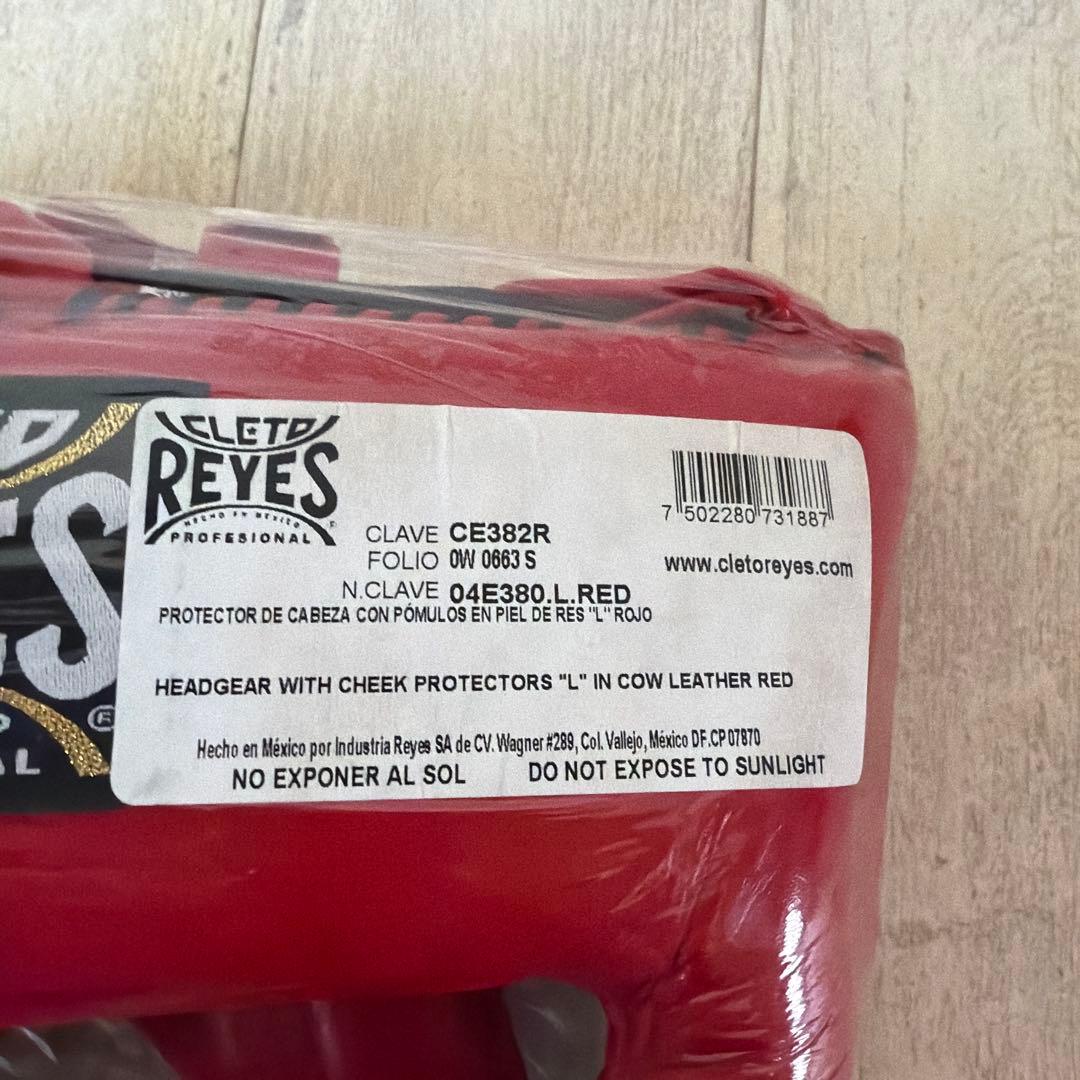 CLETO
REYES
HECHO EN MEXICO
PROFESIONAL
CLAVE CE382R
FOLIO 0W 0663 S
N.CLAVE 04E380.L.RED
7 502280 731887
www.cletoreyes.com
PROTECTOR DE CABEZA CON PÓMULOS EN PIEL DE RES "L" ROJO
HEADGEAR WITH CHEEK PROTECTORS "L" IN COW LEATHER RED
Hecho en México por Industria Reyes SA de CV. Wagner #289, Col. Vallejo, México DF.CP 07870
NO EXPONER AL SOL DO NOT EXPOSE TO SUNLIGHT